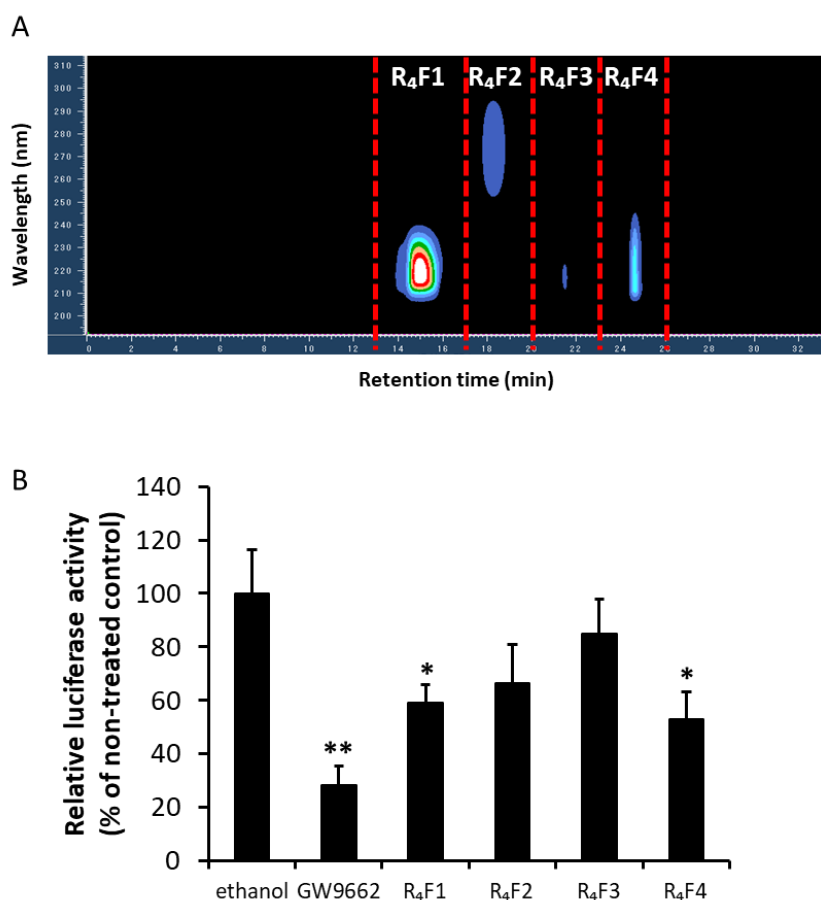 A
R₄F1 R₄F2 R₄F3 R₄F4
Wavelength (nm)
310
300
290
280
270
260
250
240
230
220
210
200
0 2 4 6 8 10 12 14 16 18 20 22 24 26 28 30 32
Retention time (min)
B
Relative luciferase activity
(% of non-treated control)
140
120
100
80
60
40
20
0
** * *
ethanol GW9662 R₄F1 R₄F2 R₄F3 R₄F4